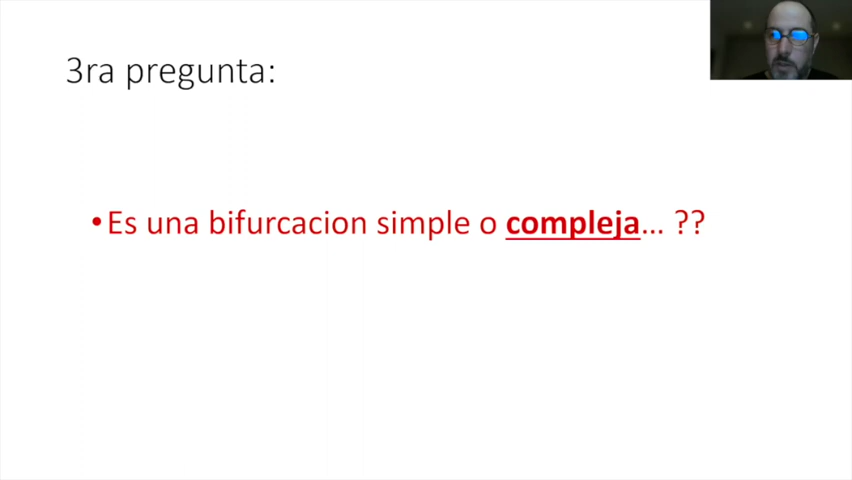 3ra pregunta:
•Es una bifurcacion simple o compleja... ??